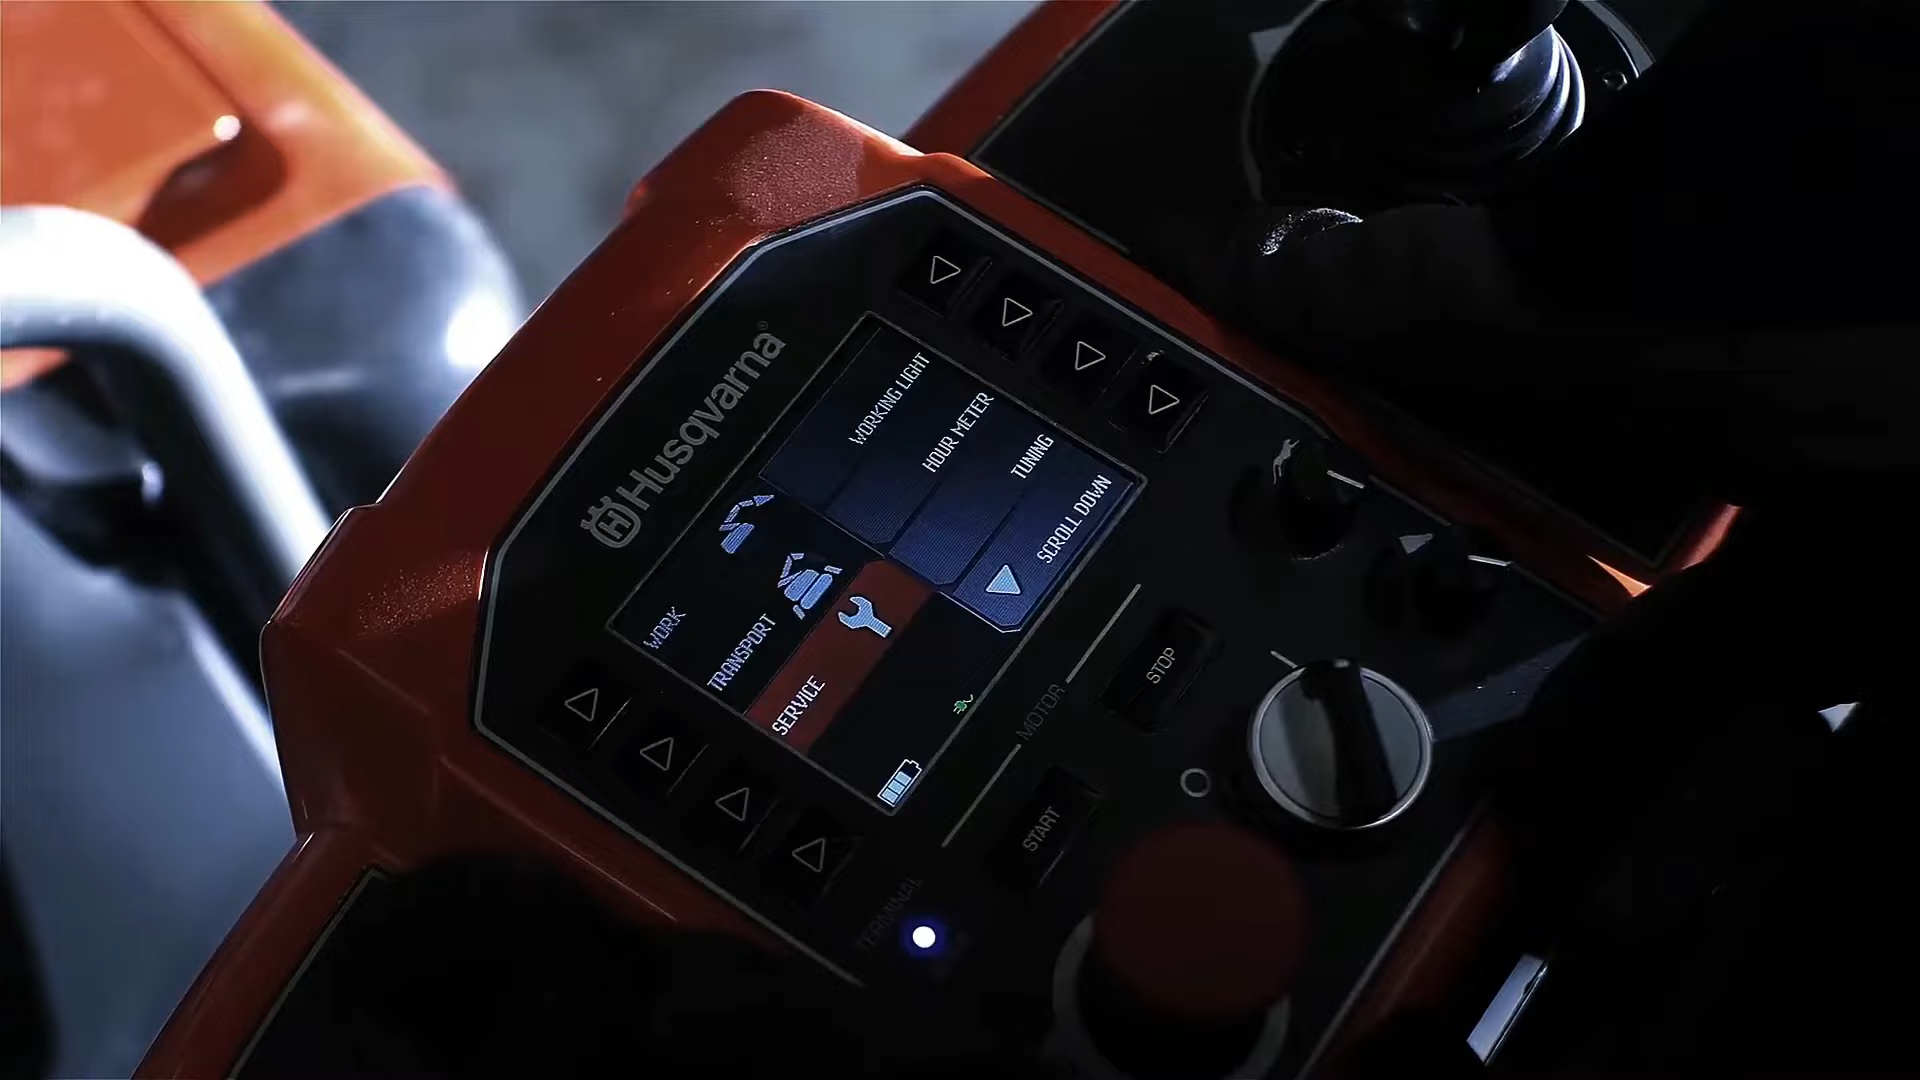 Husqvarna®
WORKING LIGHT
HOUR METER
TUNING
SCROLL DOWN
WORK
TRANSPORT
SERVICE
MOTOR
STOP
START
TERMINAL